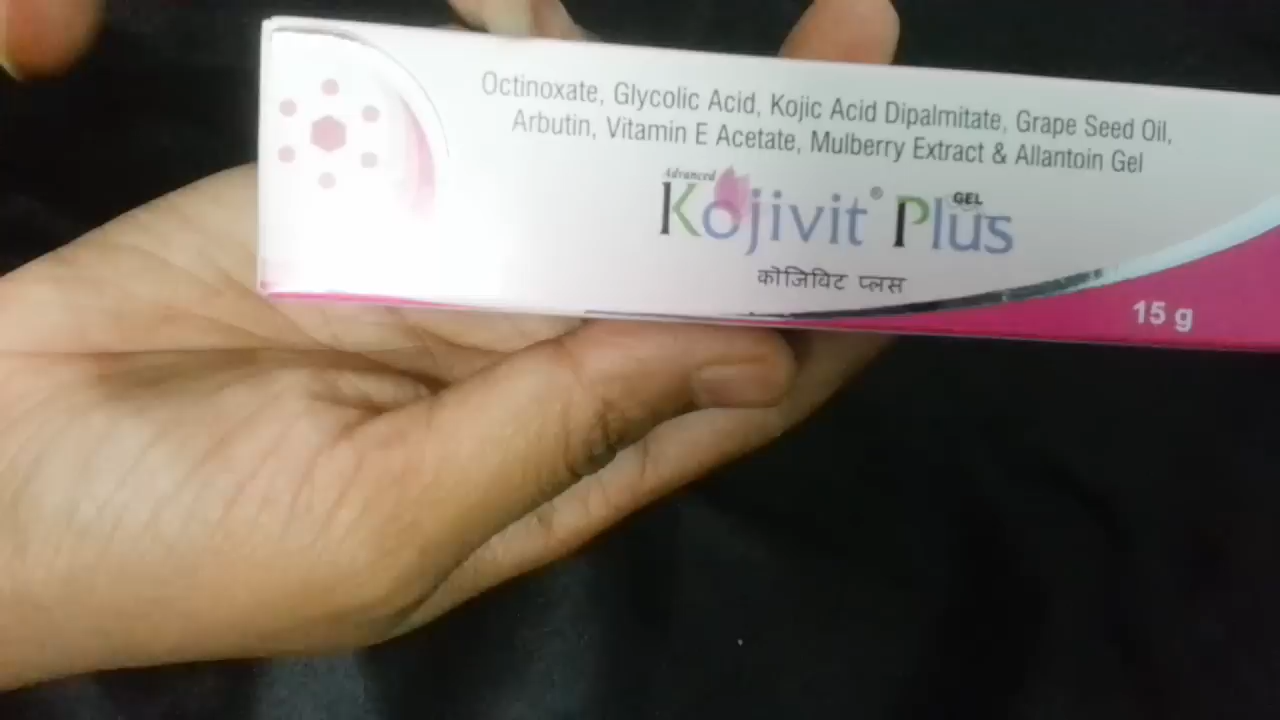 Octinoxate, Glycolic Acid, Kojic Acid Dipalmitate, Grape Seed Oil,
Arbutin, Vitamin E Acetate, Mulberry Extract & Allantoin Gel
Advanced
Kojivit® Plus GEL
कोजिविट प्लस
15 g